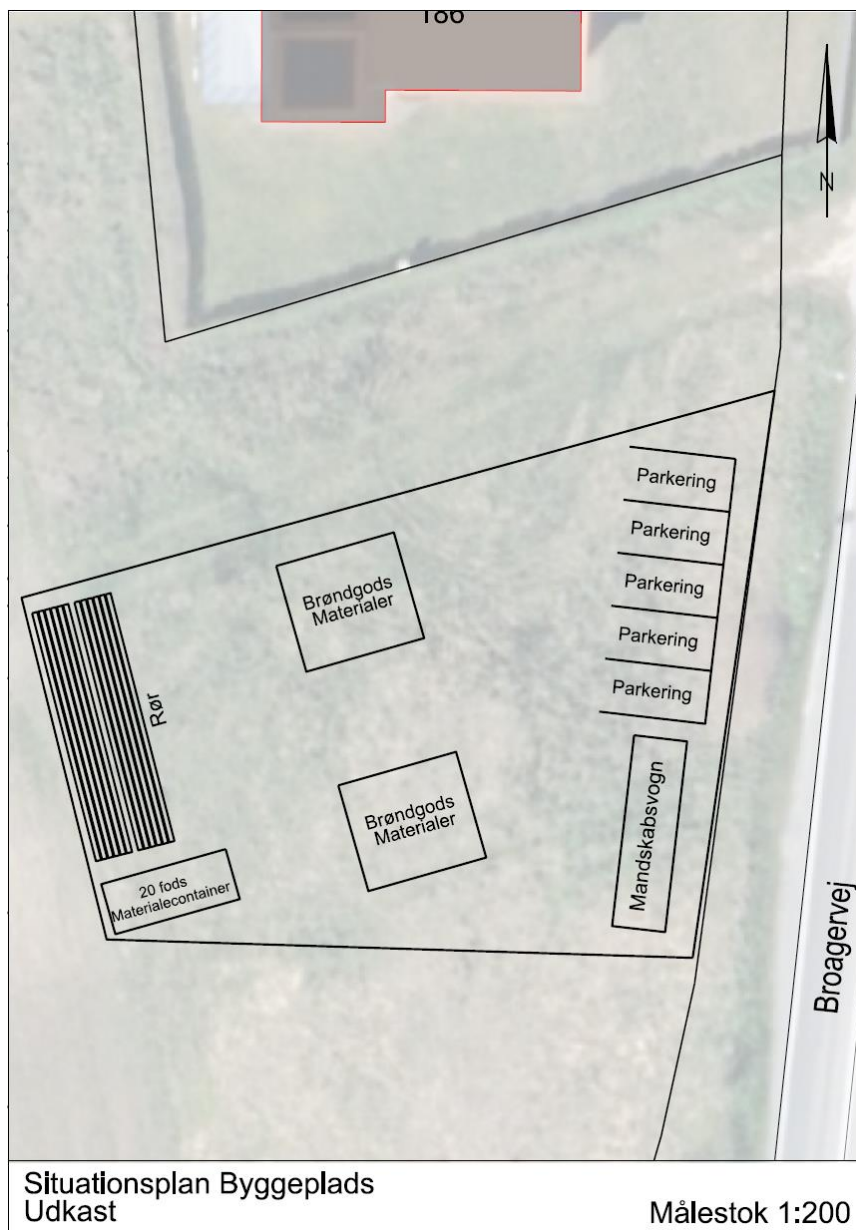 186
N
Parkering
Parkering
Parkering
Parkering
Parkering
Brøndgods
Materialer
Rør
Brøndgods
Materialer
Mandskabsvogn
20 fods
Materialecontainer
Broagervej
Situationsplan Byggeplads
Udkast
Målestok 1:200